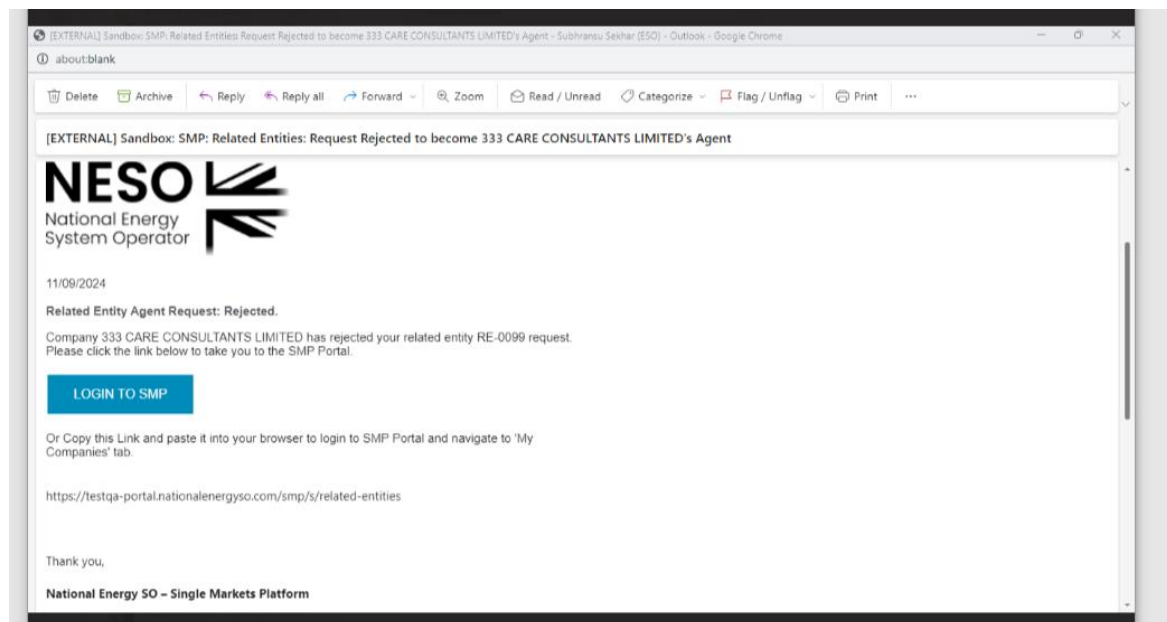 [EXTERNAL] Sandbox: SMP: Related Entities: Request Rejected to become 333 CARE CONSULTANTS LIMITED's Agent - Subhransu Sekhar (ESO) - Outlook - Google Chrome
about:blank
Delete Archive Reply Reply all Forward Zoom Read / Unread Categorize Flag / Unflag Print ...
[EXTERNAL] Sandbox: SMP: Related Entities: Request Rejected to become 333 CARE CONSULTANTS LIMITED's Agent
NESO
National Energy
System Operator
11/09/2024
Related Entity Agent Request: Rejected.
Company 333 CARE CONSULTANTS LIMITED has rejected your related entity RE-0099 request.
Please click the link below to take you to the SMP Portal.
LOGIN TO SMP
Or Copy this Link and paste it into your browser to login to SMP Portal and navigate to 'My
Companies' tab.
https://testqa-portal.nationalenergyso.com/smp/s/related-entities
Thank you,
National Energy SO – Single Markets Platform